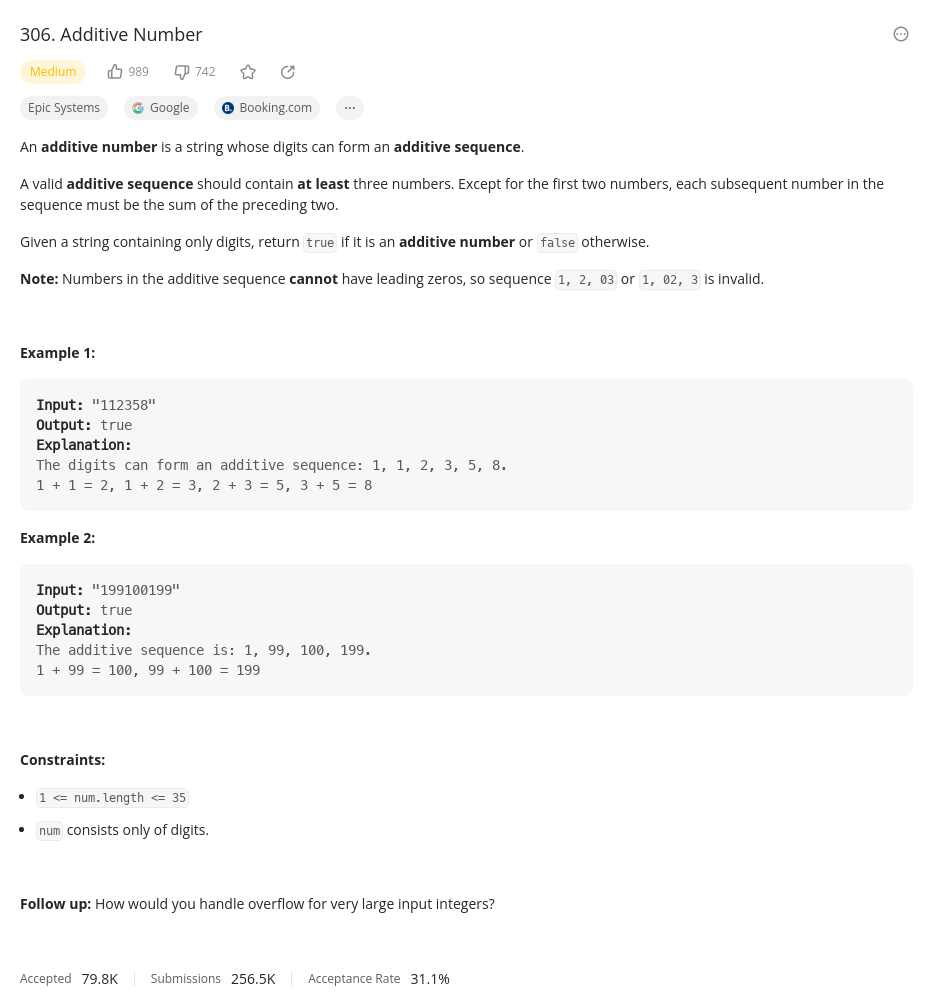 306. Additive Number
Medium 989 742
Epic Systems Google B. Booking.com ...
An additive number is a string whose digits can form an additive sequence.
A valid additive sequence should contain at least three numbers. Except for the first two numbers, each subsequent number in the
sequence must be the sum of the preceding two.
Given a string containing only digits, return true if it is an additive number or false otherwise.
Note: Numbers in the additive sequence cannot have leading zeros, so sequence 1, 2, 03 or 1, 02, 3 is invalid.
Example 1:
Input: "112358"
Output: true
Explanation:
The digits can form an additive sequence: 1, 1, 2, 3, 5, 8.
1 + 1 = 2, 1 + 2 = 3, 2 + 3 = 5, 3 + 5 = 8
Example 2:
Input: "199100199"
Output: true
Explanation:
The additive sequence is: 1, 99, 100, 199.
1 + 99 = 100, 99 + 100 = 199
Constraints:
• 1 <= num.length <= 35
• num consists only of digits.
Follow up: How would you handle overflow for very large input integers?
Accepted 79.8K Submissions 256.5K Acceptance Rate 31.1%